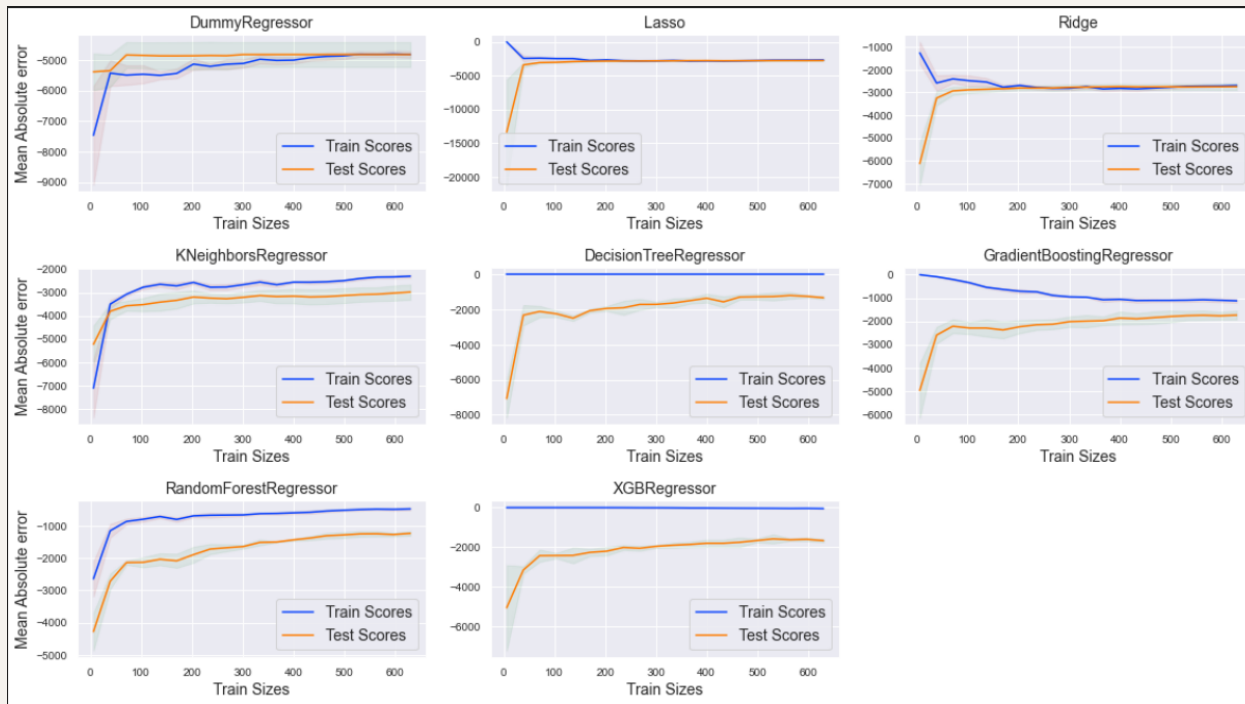 DummyRegressor
Mean Absolute error
−5000
−6000
−7000
−8000
−9000
Train Scores
Test Scores
0 100 200 300 400 500 600
Train Sizes
Lasso
0
−5000
−10000
−15000
−20000
Train Scores
Test Scores
0 100 200 300 400 500 600
Train Sizes
Ridge
−1000
−2000
−3000
−4000
−5000
−6000
−7000
Train Scores
Test Scores
0 100 200 300 400 500 600
Train Sizes
KNeighborsRegressor
Mean Absolute error
−2000
−3000
−4000
−5000
−6000
−7000
−8000
Train Scores
Test Scores
0 100 200 300 400 500 600
Train Sizes
DecisionTreeRegressor
0
−2000
−4000
−6000
−8000
Train Scores
Test Scores
0 100 200 300 400 500 600
Train Sizes
GradientBoostingRegressor
0
−1000
−2000
−3000
−4000
−5000
−6000
Train Scores
Test Scores
0 100 200 300 400 500 600
Train Sizes
RandomForestRegressor
Mean Absolute error
−1000
−2000
−3000
−4000
−5000
Train Scores
Test Scores
0 100 200 300 400 500 600
Train Sizes
XGBRegressor
0
−2000
−4000
−6000
Train Scores
Test Scores
0 100 200 300 400 500 600
Train Sizes